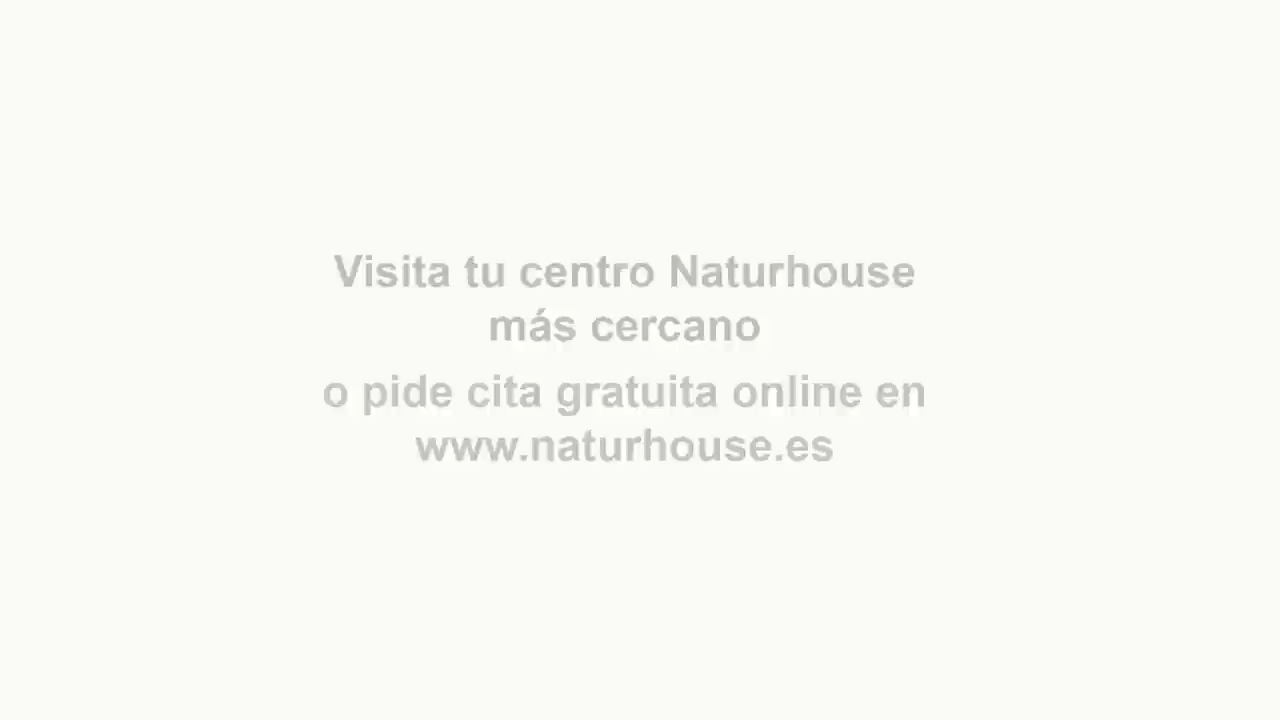 Visita tu centro Naturhouse
más cercano
o pide cita gratuita online en
www.naturhouse.es